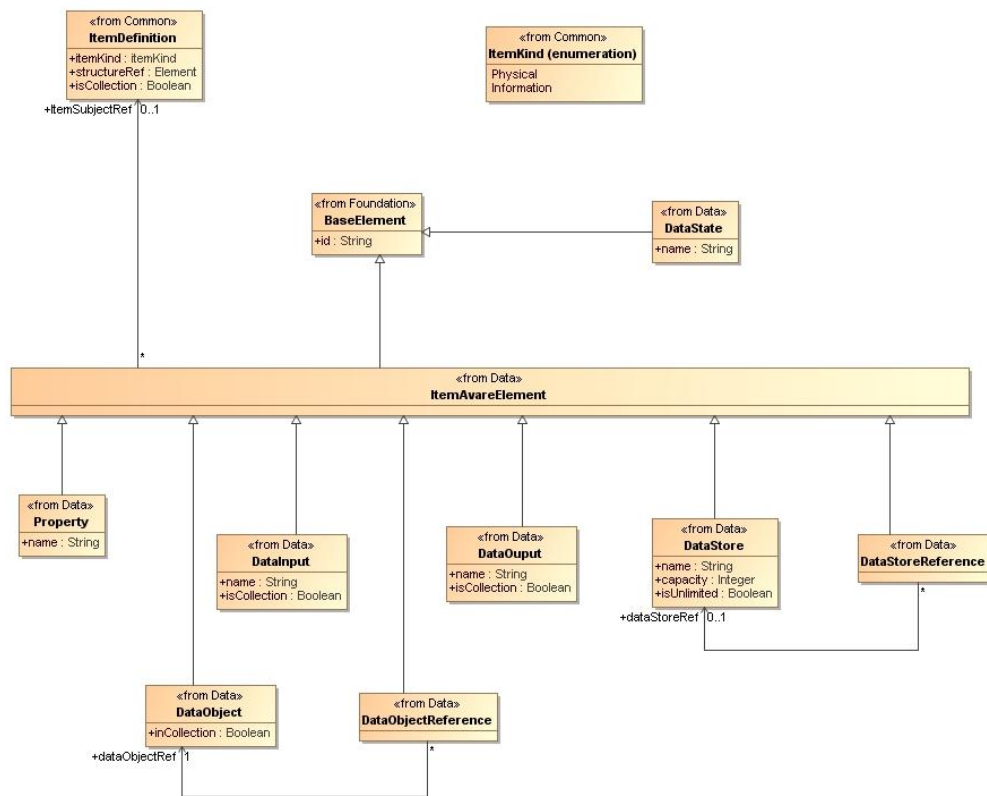 «from Common»
ItemDefinition
+itemKind : itemKind
+structureRef : Element
+isCollection : Boolean
+ItemSubjectRef 0..1
«from Common»
ItemKind (enumeration)
Physical
Information
«from Foundation»
BaseElement
+id : String
«from Data»
DataState
+name : String
*
«from Data»
ItemAvareElement
«from Data»
Property
+name : String
«from Data»
DataInput
+name : String
+isCollection : Boolean
«from Data»
DataOuput
+name : String
+isCollection : Boolean
«from Data»
DataStore
+name : String
+capacity : Integer
+isUnlimited : Boolean
+dataStoreRef 0..1
«from Data»
DataStoreReference
*
«from Data»
DataObject
+inCollection : Boolean
+dataObjectRef 1
«from Data»
DataObjectReference
*